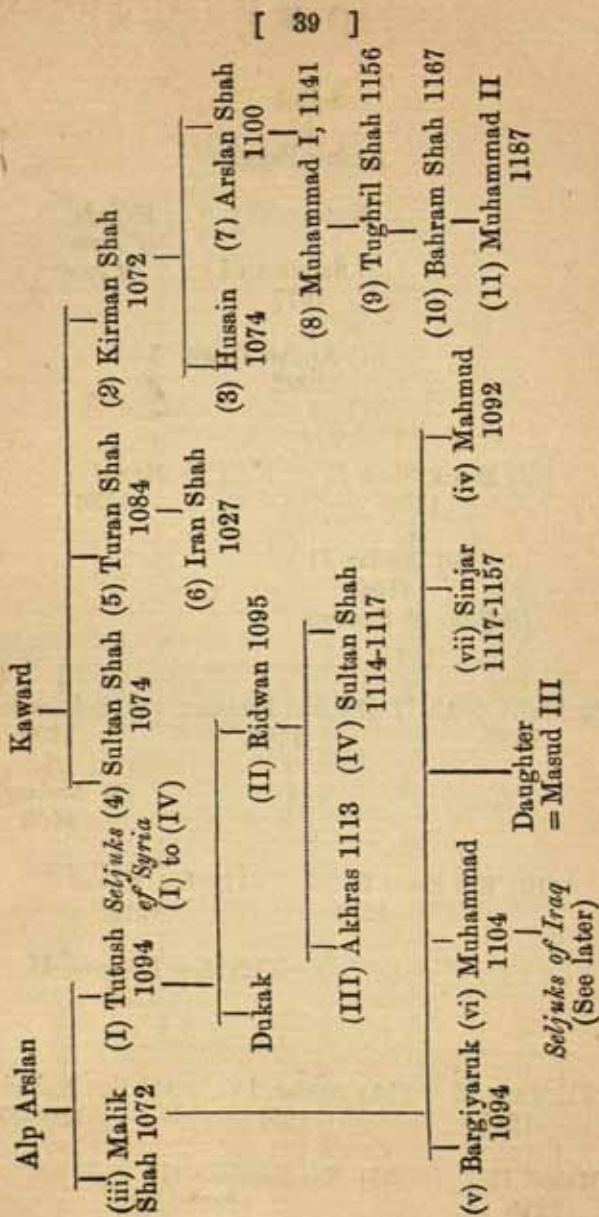 [ 39 ]
Alp Arslan
Kaward
(iii) Malik
Shah 1072
(I) Tutush
1094
Seljuks
of Syria
(I) to (IV)
(4) Sultan Shah
1074
(5) Turan Shah
1084
(2) Kirman Shah
1072
(6) Iran Shah
1027
(3) Husain
1074
(7) Arslan Shah
1100
Dukak
(II) Ridwan 1095
(8) Muhammad I, 1141
(III) Akhras 1113
(IV) Sultan Shah
1114-1117
(9) Tughril Shah 1156
(10) Bahram Shah 1167
(11) Muhammad II
1187
(v) Bargiyaruk
1094
(vi) Muhammad
1104
Daughter
= Masud III
(vii) Sinjar
1117-1157
(iv) Mahmud
1092
Seljuks of Iraq
(See later)